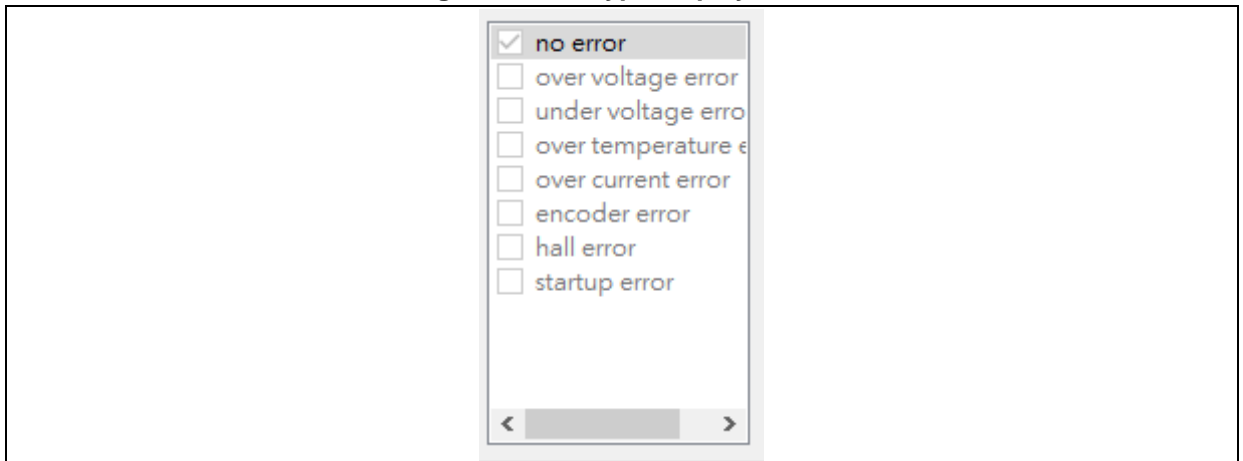 no error
over voltage error
under voltage erro
over temperature e
over current error
encoder error
hall error
startup error